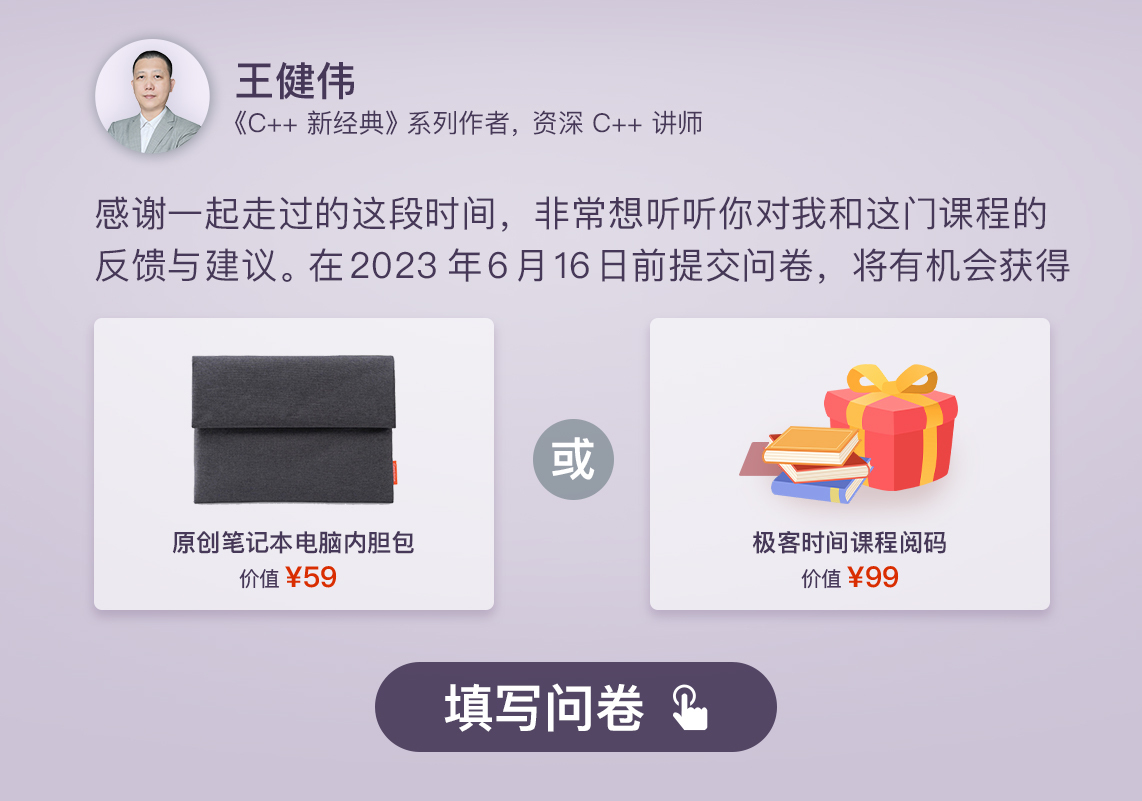 王健伟
《C++ 新经典》系列作者，资深 C++ 讲师
感谢一起走过的这段时间，非常想听听你对我和这门课程的
反馈与建议。在 2023 年 6 月 16 日前提交问卷，将有机会获得
或
原创笔记本电脑内胆包
价值 ¥59
极客时间课程阅码
价值 ¥99
填写问卷